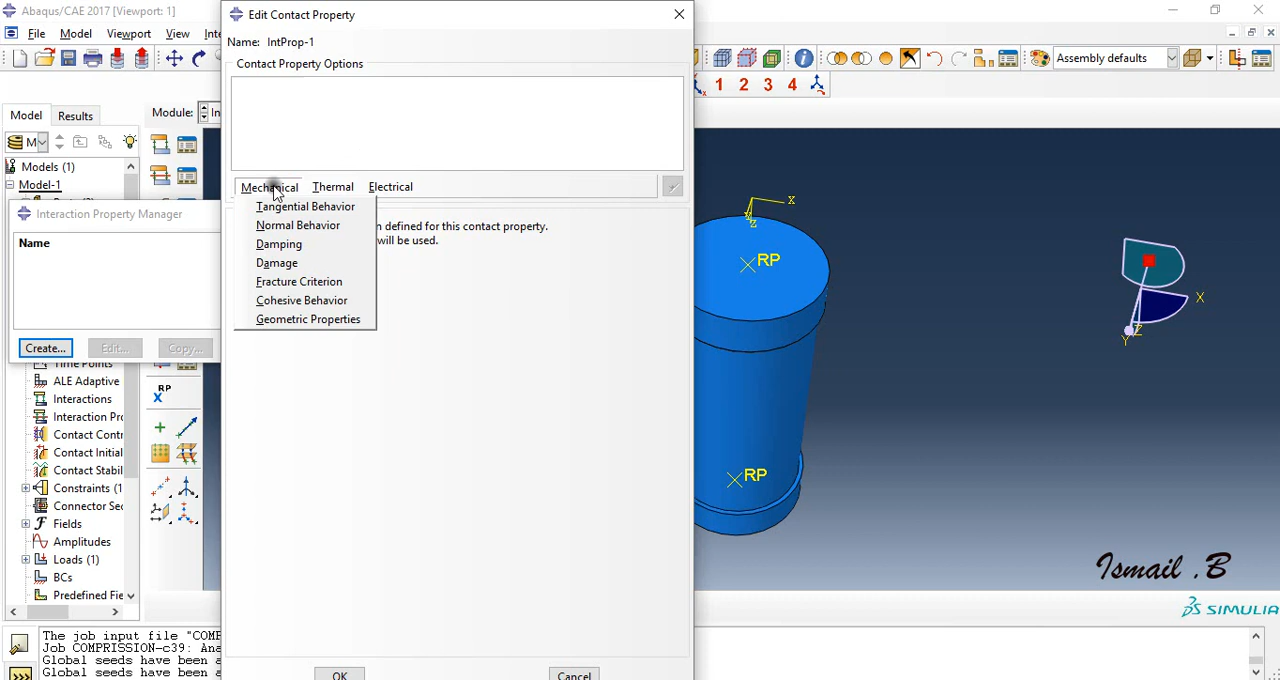 Abaqus/CAE 2017 [Viewport: 1]
Edit Contact Property
File Model Viewport View Inte
Name: IntProp-1
Contact Property Options
Assembly defaults
1 2 3 4
Model Results
Module: In
M
Models (1)
Model-1
Mechanical Thermal Electrical
Tangential Behavior
Normal Behavior
Damping
Damage
Fracture Criterion
Cohesive Behavior
Geometric Properties
n defined for this contact property.
will be used.
Interaction Property Manager
Name
Create... Edit... Copy...
Time Points
ALE Adaptive
Interactions
Interaction Pro
Contact Contr
Contact Initial
Contact Stabil
Constraints (1
Connector Sec
Fields
Amplitudes
Loads (1)
BCs
Predefined Fie
RP
X
X
Z
RP
RP
X
Z
Y
Ismail .B
SIMULIA
The job input file "COMP
Job COMPRISSION-c39: Ana
Global seeds have been a
Global seeds have been a
OK Cancel